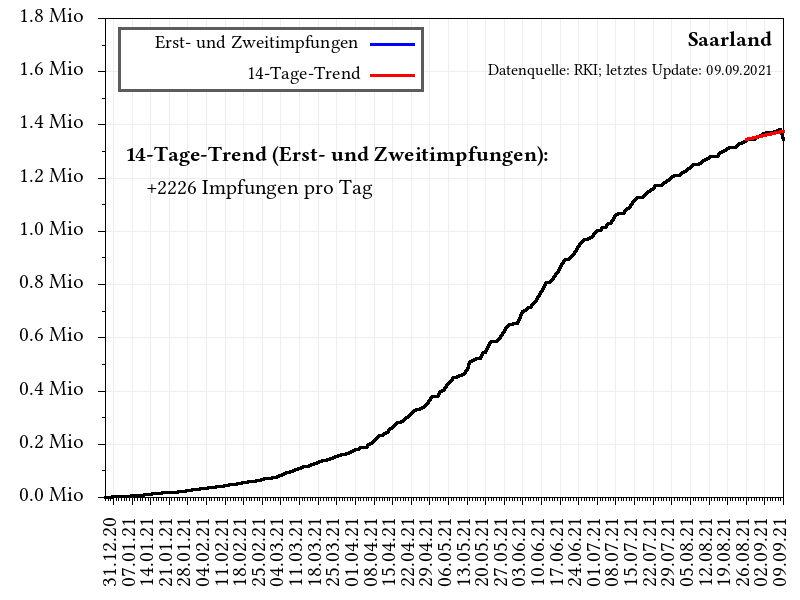 1.8 Mio
Erst- und Zweitimpfungen
Saarland
14-Tage-Trend
Datenquelle: RKI; letztes Update: 09.09.2021
1.6 Mio
1.4 Mio
14-Tage-Trend (Erst- und Zweitimpfungen):
+2226 Impfungen pro Tag
1.2 Mio
1.0 Mio
0.8 Mio
0.6 Mio
0.4 Mio
0.2 Mio
0.0 Mio
31.12.20
07.01.21
14.01.21
21.01.21
28.01.21
04.02.21
11.02.21
18.02.21
25.02.21
04.03.21
11.03.21
18.03.21
25.03.21
01.04.21
08.04.21
15.04.21
22.04.21
29.04.21
06.05.21
13.05.21
20.05.21
27.05.21
03.06.21
10.06.21
17.06.21
24.06.21
01.07.21
08.07.21
15.07.21
22.07.21
29.07.21
05.08.21
12.08.21
19.08.21
26.08.21
02.09.21
09.09.21